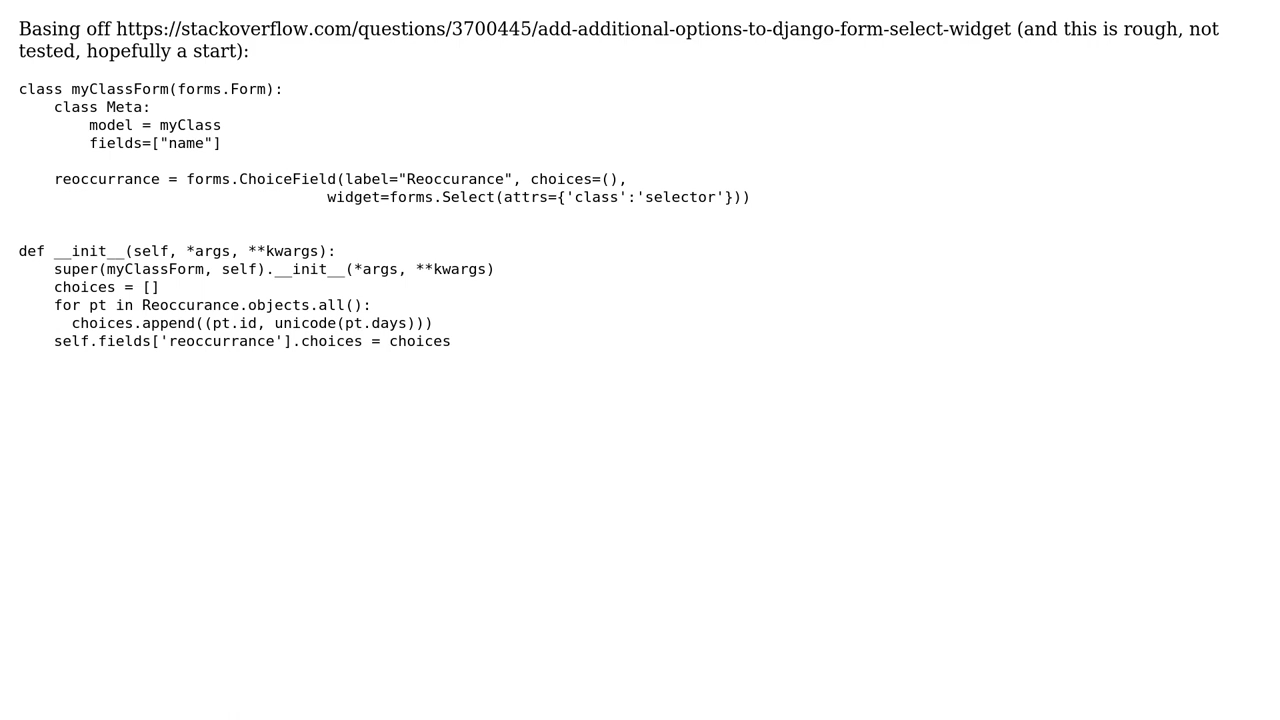 Basing off https://stackoverflow.com/questions/3700445/add-additional-options-to-django-form-select-widget (and this is rough, not
tested, hopefully a start):
class myClassForm(forms.Form):
    class Meta:
        model = myClass
        fields=["name"]
    reoccurrance = forms.ChoiceField(label="Reoccurance", choices=(),
                                   widget=forms.Select(attrs={'class':'selector'}))
def __init__(self, *args, **kwargs):
    super(myClassForm, self).__init__(*args, **kwargs)
    choices = []
    for pt in Reoccurance.objects.all():
      choices.append((pt.id, unicode(pt.days)))
    self.fields['reoccurrance'].choices = choices